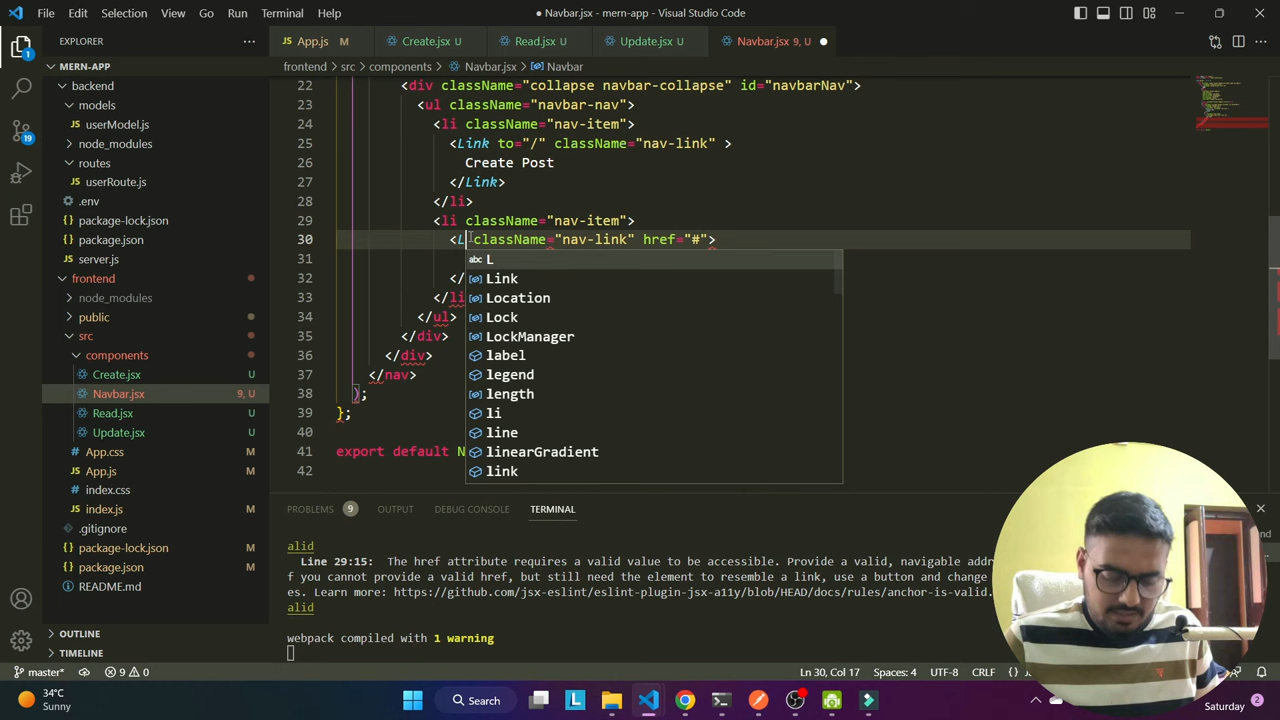 File Edit Selection View Go Run Terminal Help
● Navbar.jsx - mern-app - Visual Studio Code
EXPLORER
App.js M
Create.jsx U
Read.jsx U
Update.jsx U
Navbar.jsx 9, U
MERN-APP
frontend > src > components > Navbar.jsx > Navbar
backend
models
userModel.js
node_modules
routes
userRoute.js
.env
package-lock.json
package.json
server.js
frontend
node_modules
public
src
components
Create.jsx U
Navbar.jsx 9, U
Read.jsx U
Update.jsx U
App.css M
App.js M
index.css
index.js M
.gitignore
package-lock.json M
package.json M
README.md
OUTLINE
TIMELINE
22 <div className="collapse navbar-collapse" id="navbarNav">
23 <ul className="navbar-nav">
24 <li className="nav-item">
25 <Link to="/" className="nav-link" >
26 Create Post
27 </Link>
28 </li>
29 <li className="nav-item">
30 <L className="nav-link" href="#">
31
32 </
33 </li
34 </ul>
35 </div>
36 </div>
37 </nav>
38 );
39 };
40
41 export default N
42
abc L
Link
Location
Lock
LockManager
label
legend
length
li
line
linearGradient
link
PROBLEMS 9 OUTPUT DEBUG CONSOLE TERMINAL
alid
Line 29:15: The href attribute requires a valid value to be accessible. Provide a valid, navigable addr
f you cannot provide a valid href, but still need the element to resemble a link, use a button and change
es. Learn more: https://github.com/jsx-eslint/eslint-plugin-jsx-a11y/blob/HEAD/docs/rules/anchor-is-valid.
alid
webpack compiled with 1 warning
master* 9 0
Ln 30, Col 17 Spaces: 4 UTF-8 CRLF {}
34°C
Sunny
Search
Saturday 2